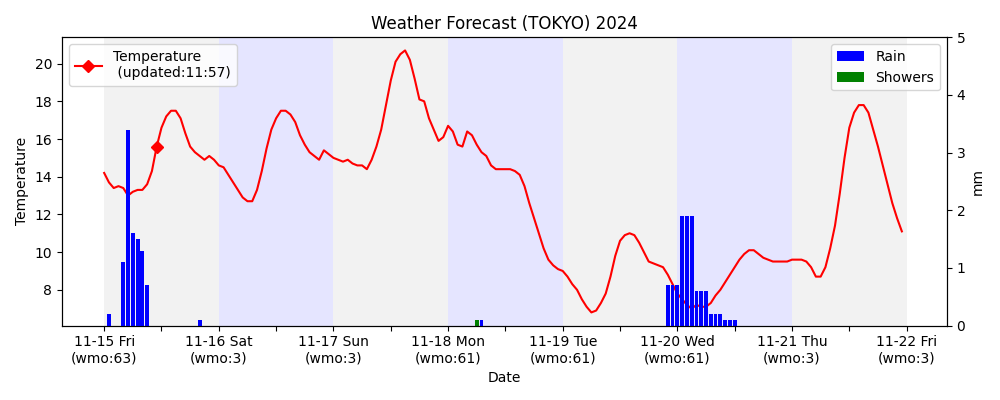 Weather Forecast (TOKYO) 2024
Temperature
(updated:11:57)
Rain
Showers
20
18
16
14
12
10
8
Temperature
5
4
3
2
1
0
mm
11-15 Fri
(wmo:63)
11-16 Sat
(wmo:3)
11-17 Sun
(wmo:3)
11-18 Mon
(wmo:61)
11-19 Tue
(wmo:61)
11-20 Wed
(wmo:61)
11-21 Thu
(wmo:3)
11-22 Fri
(wmo:3)
Date